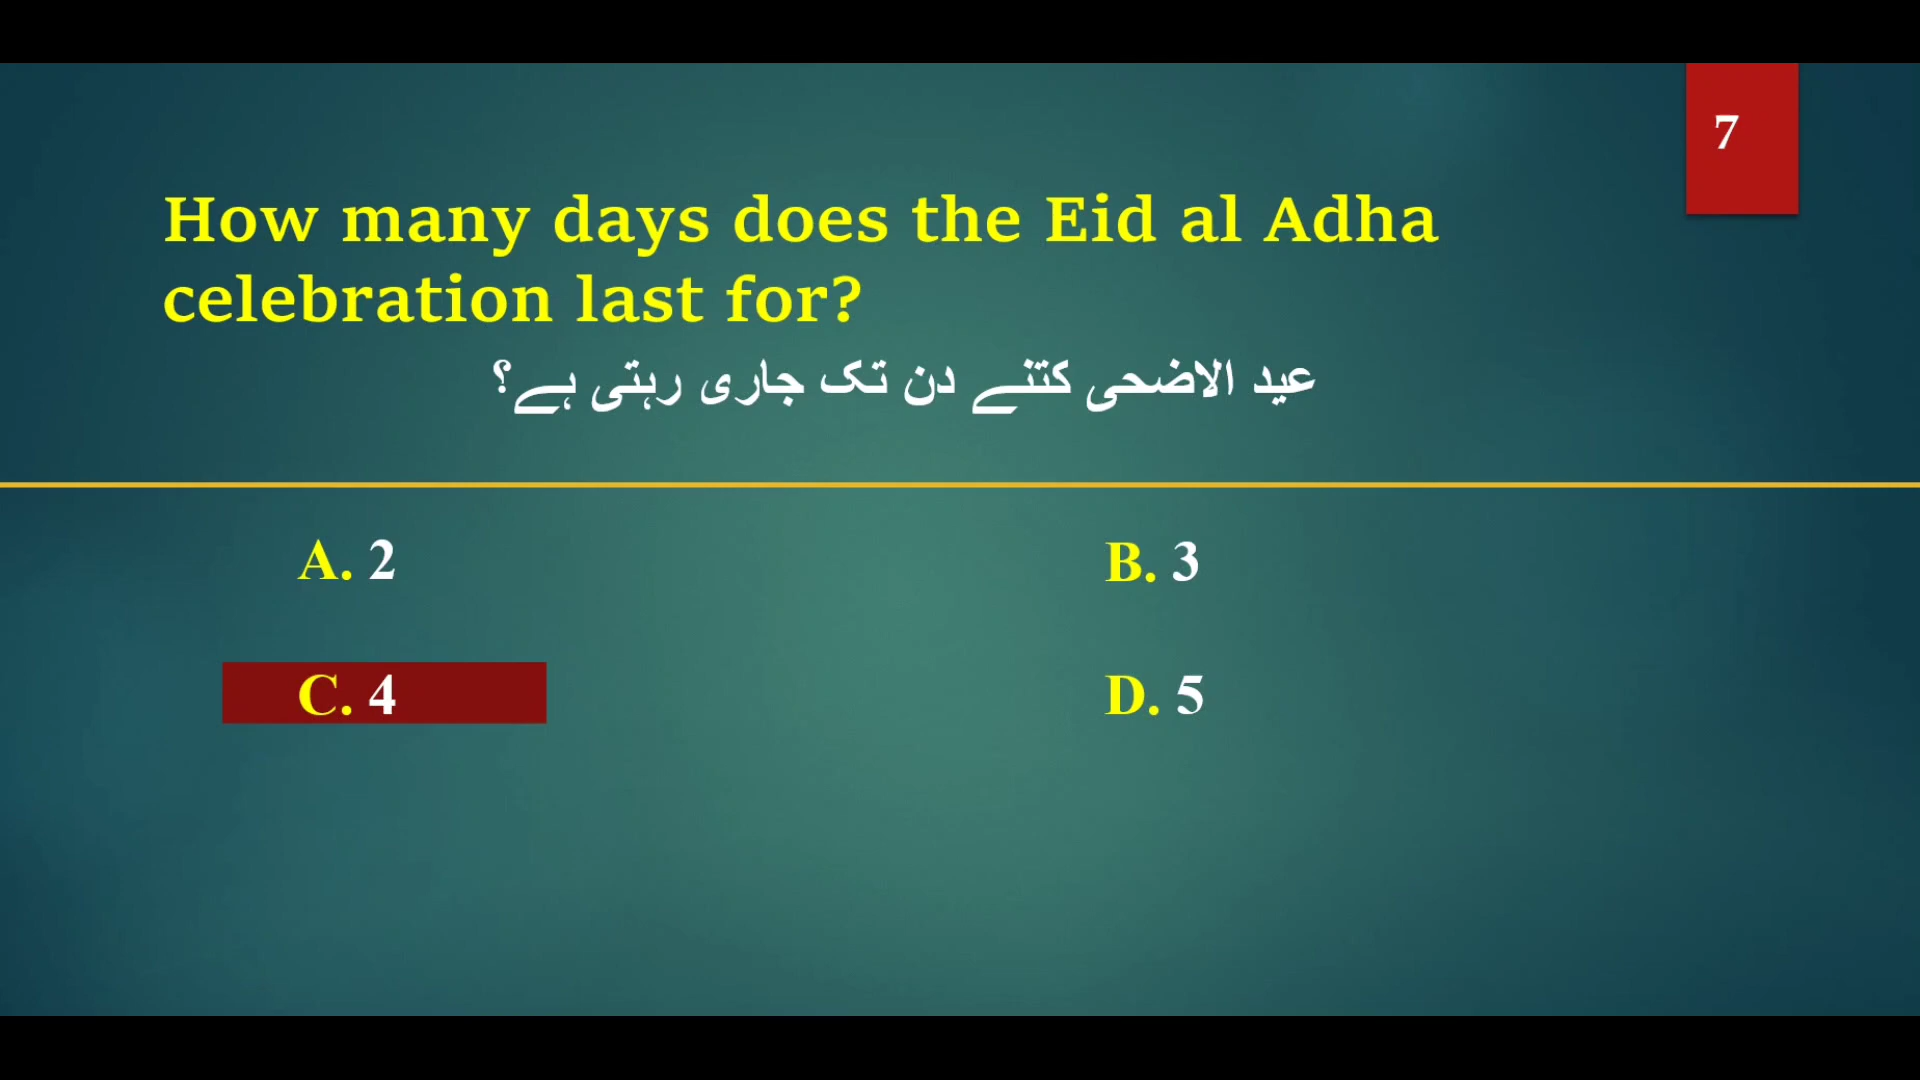 7
How many days does the Eid al Adha
celebration last for?
عید الاضحی کتنے دن تک جاری رہتی ہے؟
A. 2
B. 3
C. 4
D. 5